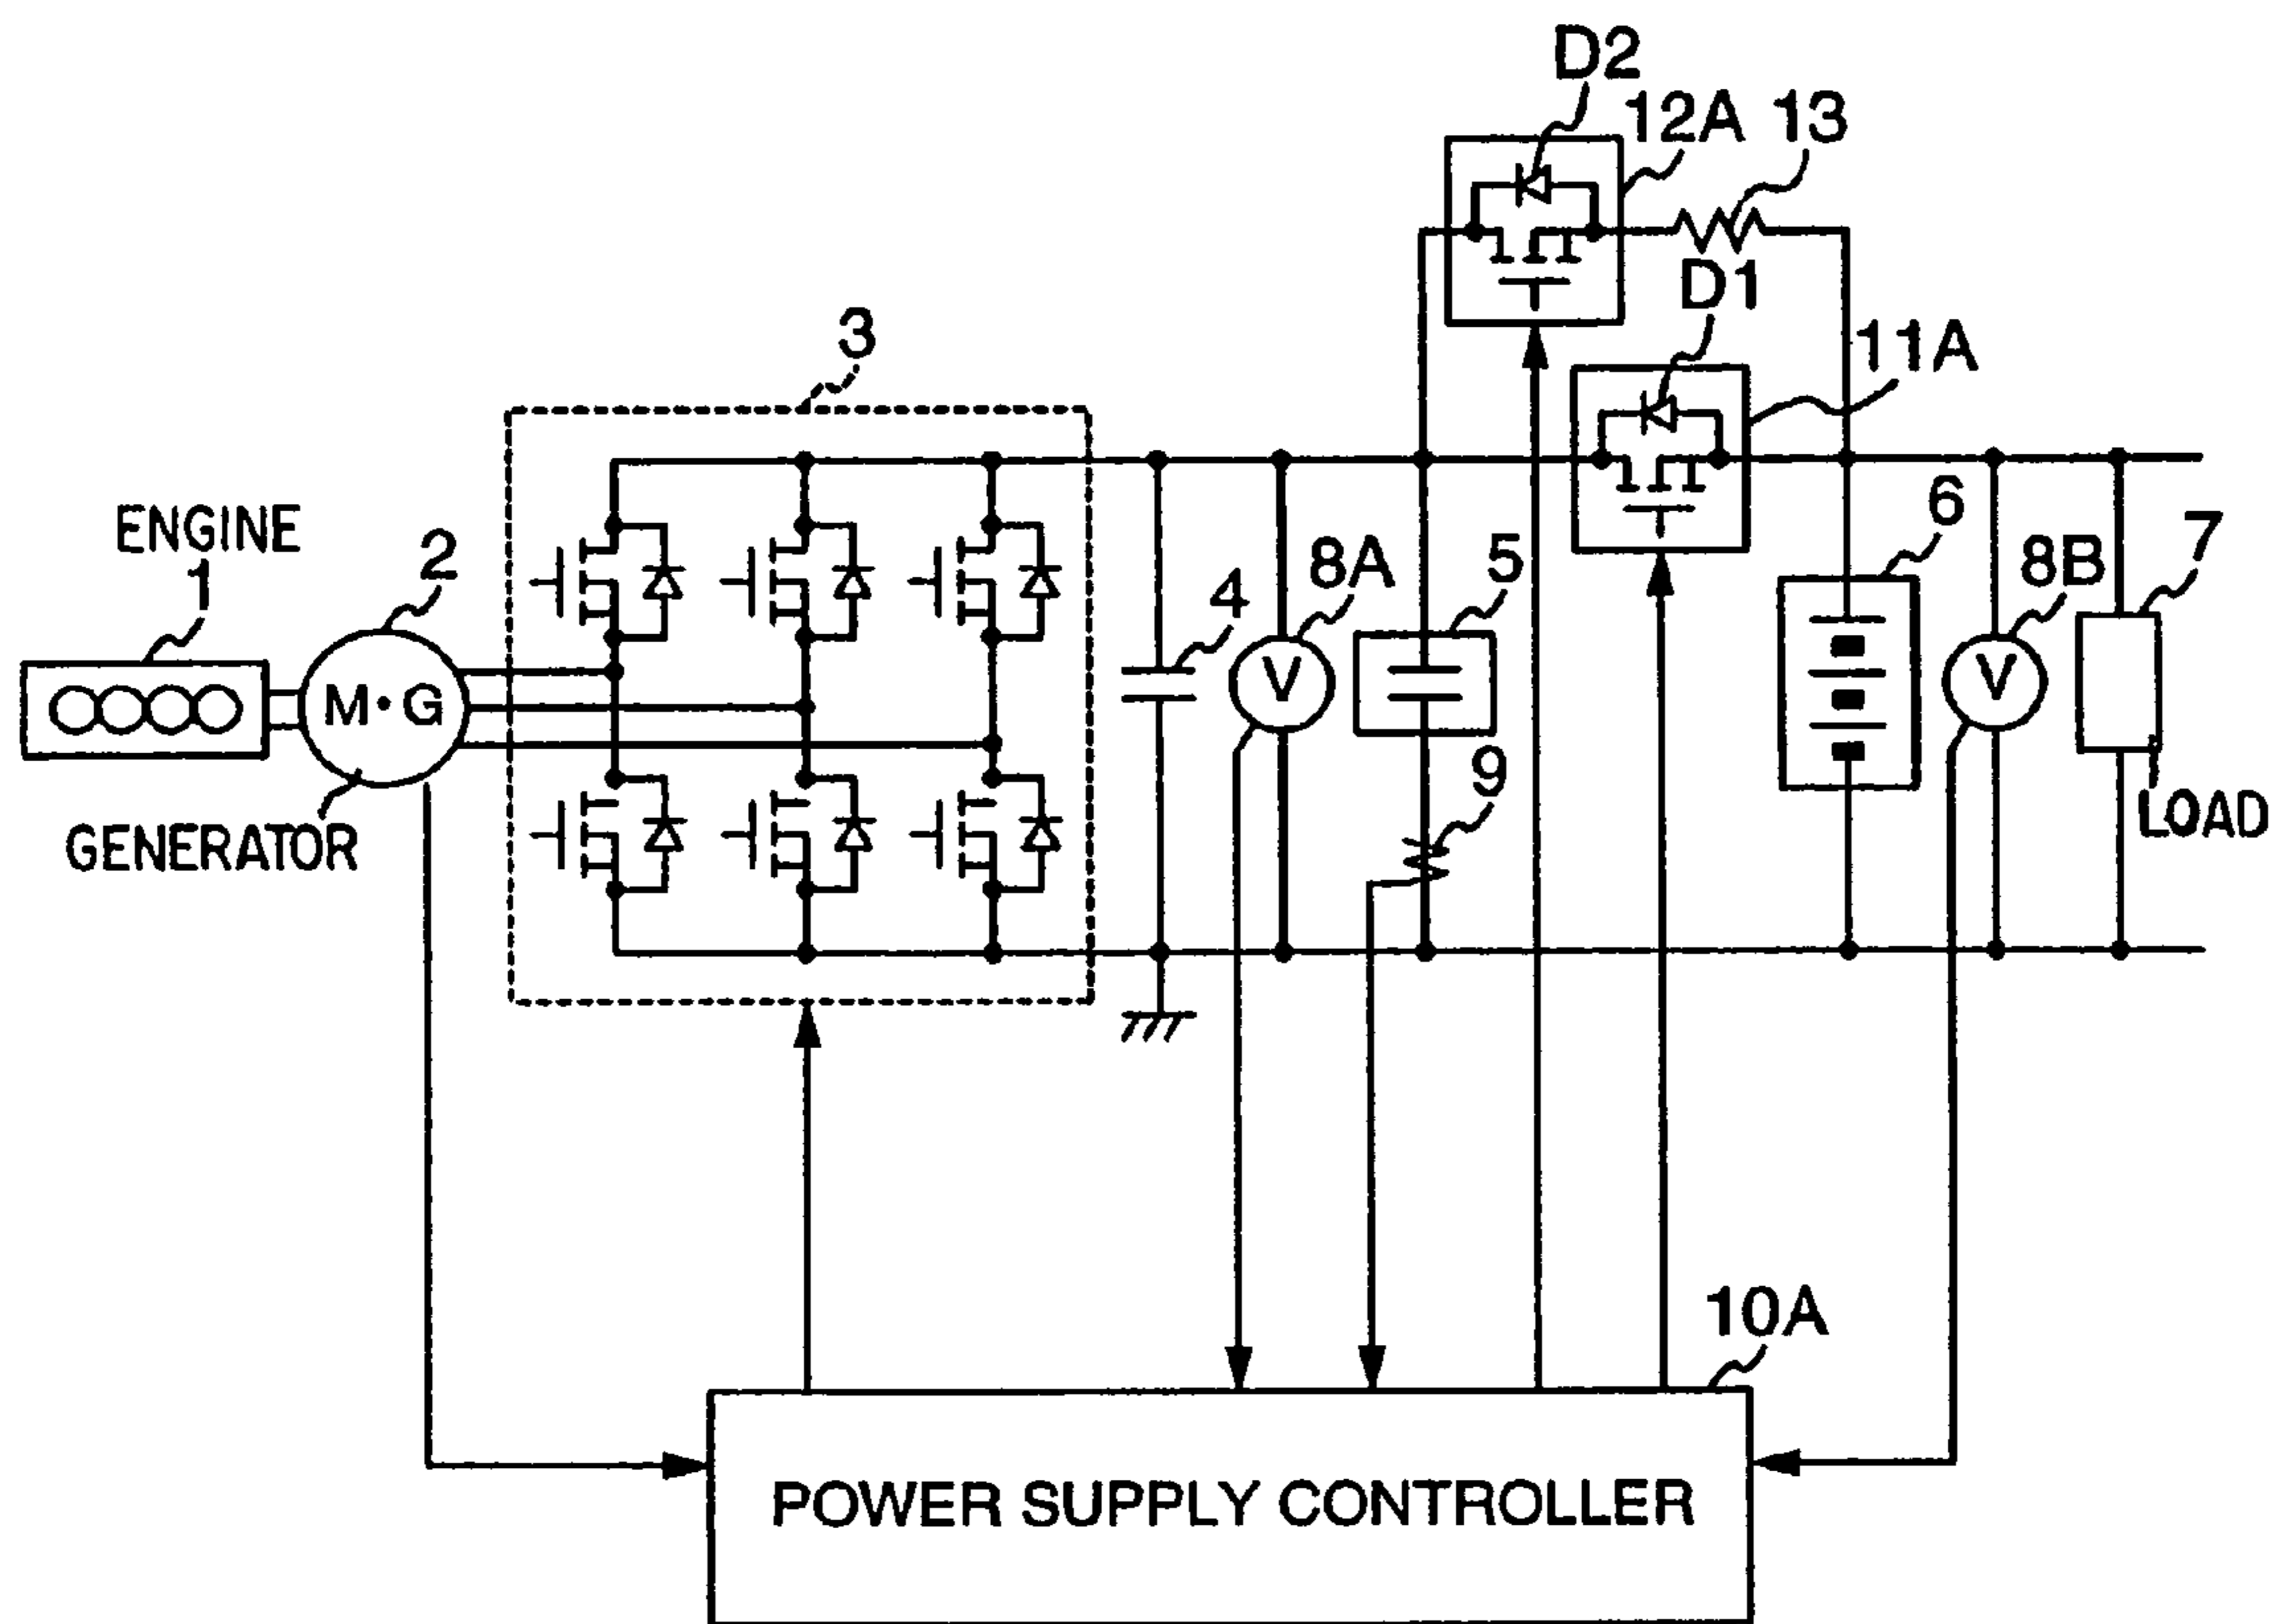 D2
12A 13
D1
11A
3
ENGINE
1
2
M·G
GENERATOR
4
8A
V
5
9
6
8B
V
7
LOAD
10A
POWER SUPPLY CONTROLLER